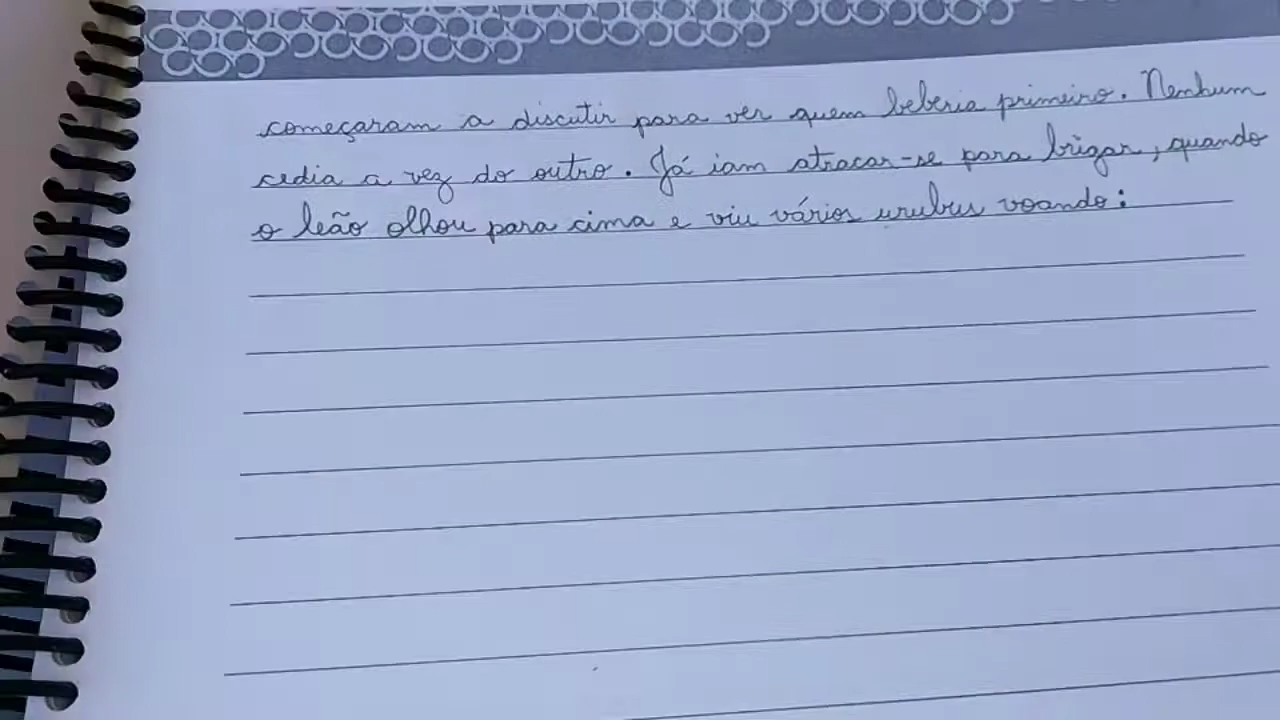 começaram a discutir para ver quem beberia primeiro. Nenhum
cedia a vez do outro. Já iam atracar-se para brigar, quando
o leão olhou para cima e viu vários urubus voando: